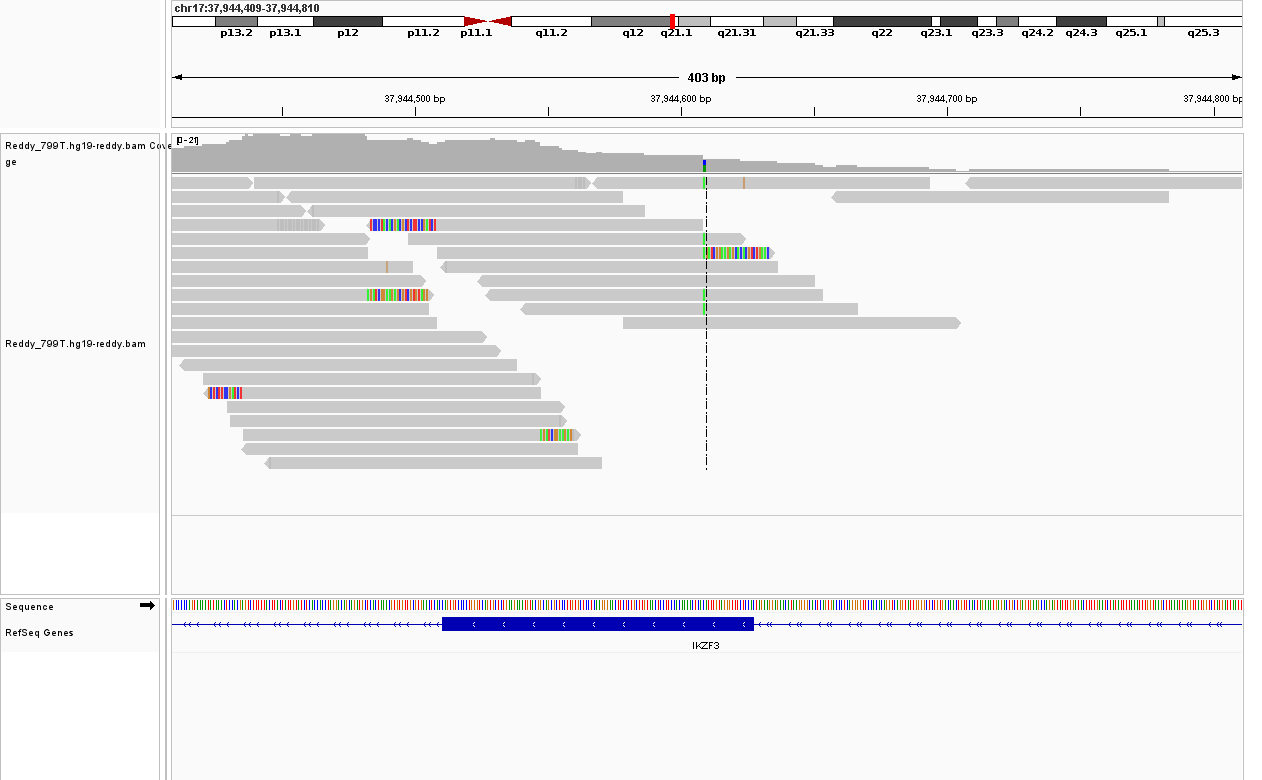 chr17:37,944,409-37,944,810
p13.2 p13.1 p12 p11.2 p11.1 q11.2 q12 q21.1 q21.31 q21.33 q22 q23.1 q23.3 q24.2 q24.3 q25.1 q25.3
403 bp
37,944,500 bp 37,944,600 bp 37,944,700 bp 37,944,800 bp
Reddy_799T.hg19-reddy.bam Cove
ge
[0-21]
Reddy_799T.hg19-reddy.bam
Sequence
RefSeq Genes
IKZF3